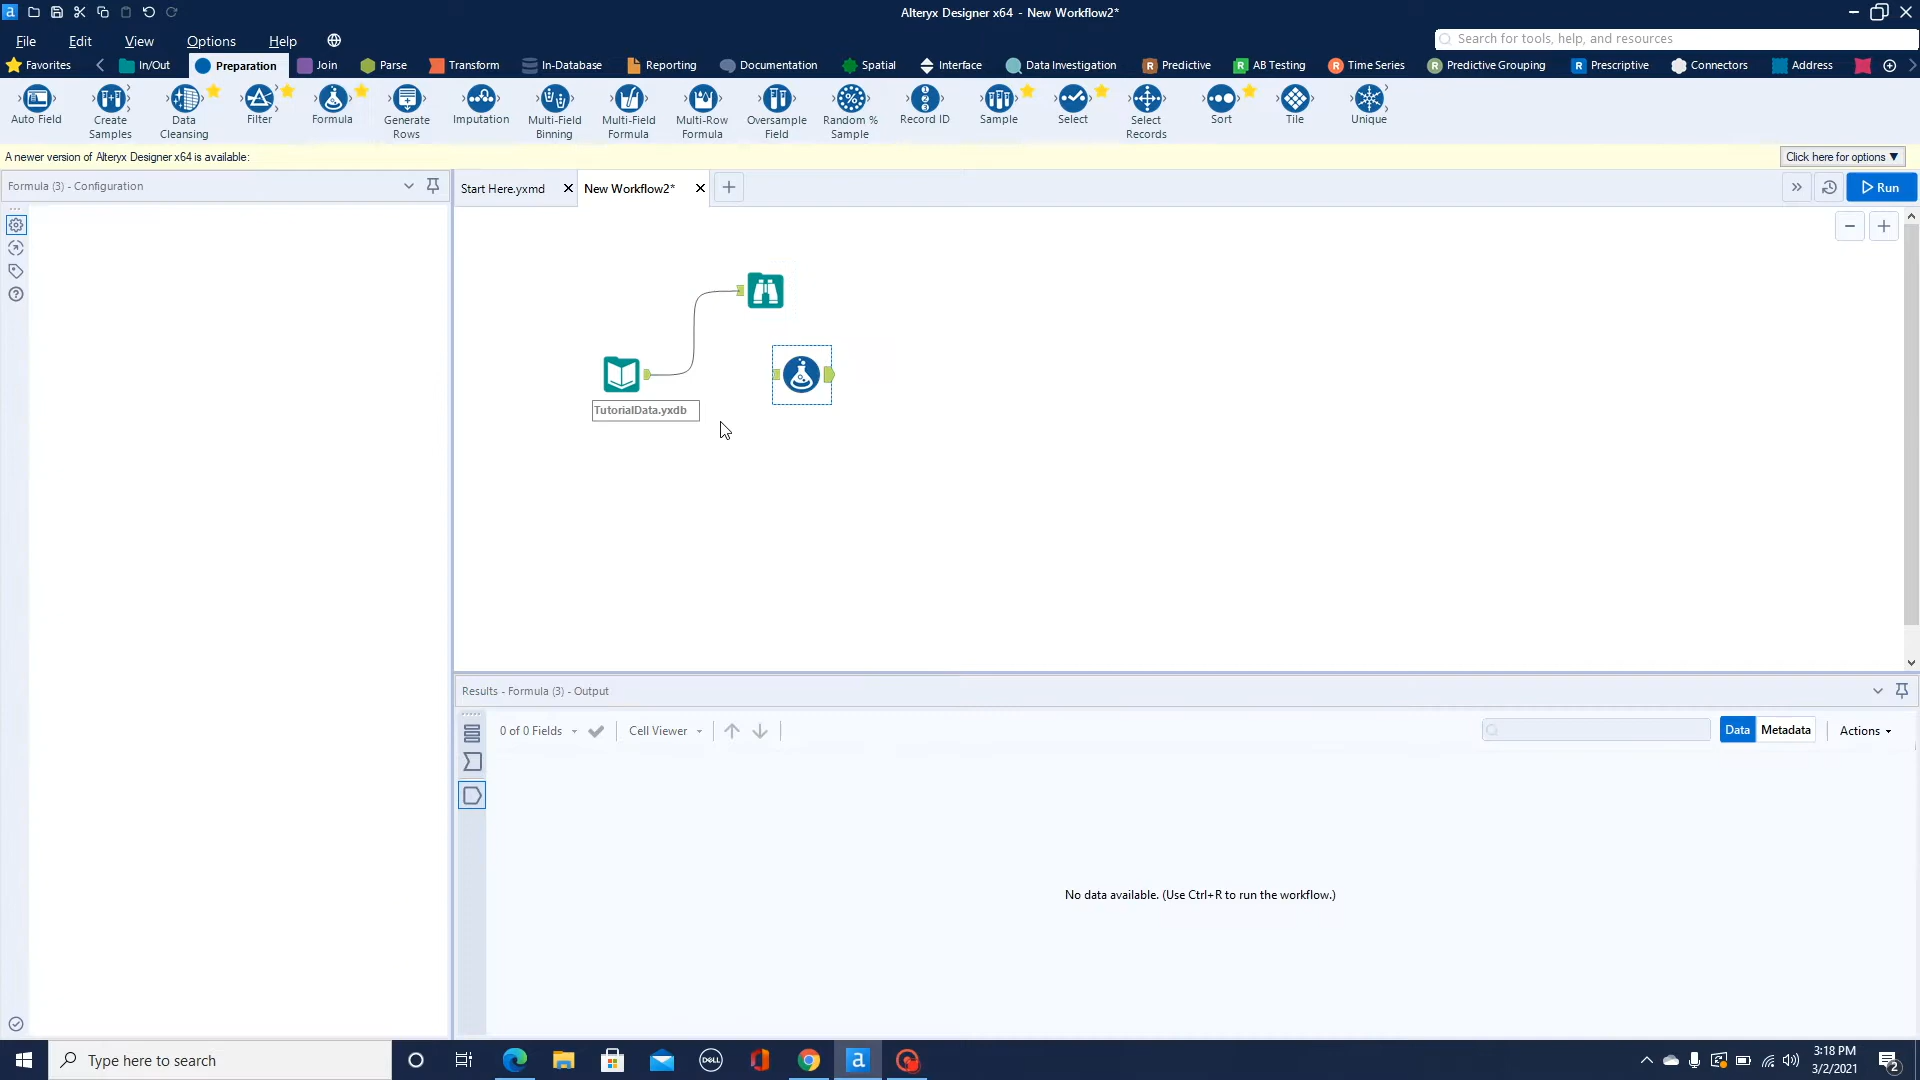 a
Alteryx Designer x64 - New Workflow2*
File Edit View Options Help
Search for tools, help, and resources
Favorites In/Out Preparation Join Parse Transform In-Database Reporting Documentation Spatial Interface Data Investigation R Predictive R AB Testing R Time Series R Predictive Grouping R Prescriptive Connectors Address
Auto Field
Create
Samples
Data
Cleansing
Filter
Formula
Generate
Rows
Imputation
Multi-Field
Binning
Multi-Field
Formula
Multi-Row
Formula
Oversample
Field
Random %
Sample
123
Record ID
Sample
Select
Select
Records
Sort
Tile
Unique
A newer version of Alteryx Designer x64 is available:
Click here for options ▼
Formula (3) - Configuration
Start Here.yxmd
New Workflow2*
Run
TutorialData.yxdb
Results - Formula (3) - Output
0 of 0 Fields
Cell Viewer
Data Metadata
Actions
No data available. (Use Ctrl+R to run the workflow.)
Type here to search
DELL
a
3:18 PM
3/2/2021
2